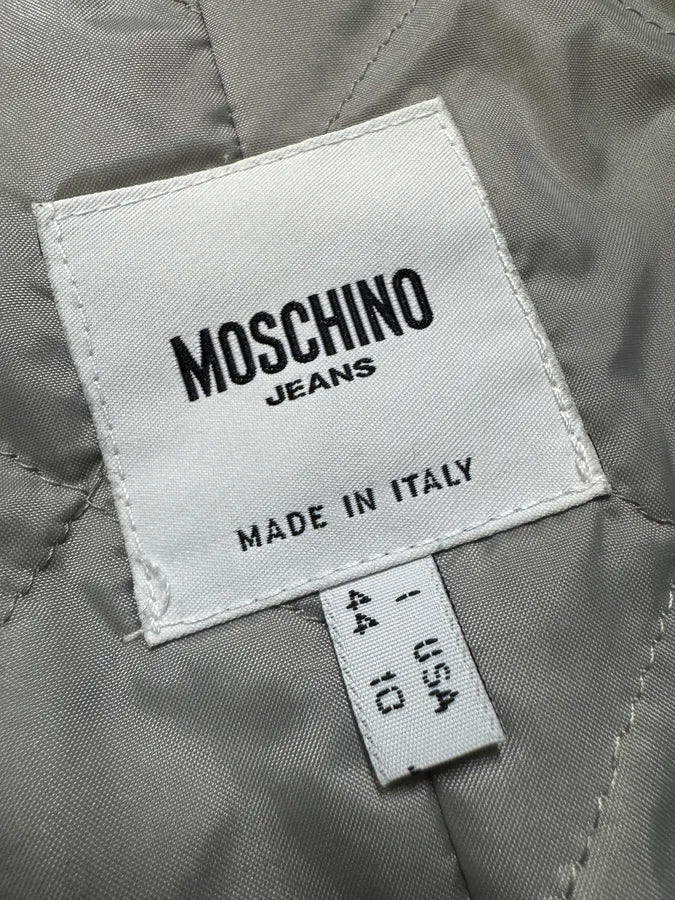 MOSCHINO
JEANS
MADE IN ITALY
I USA
44 10